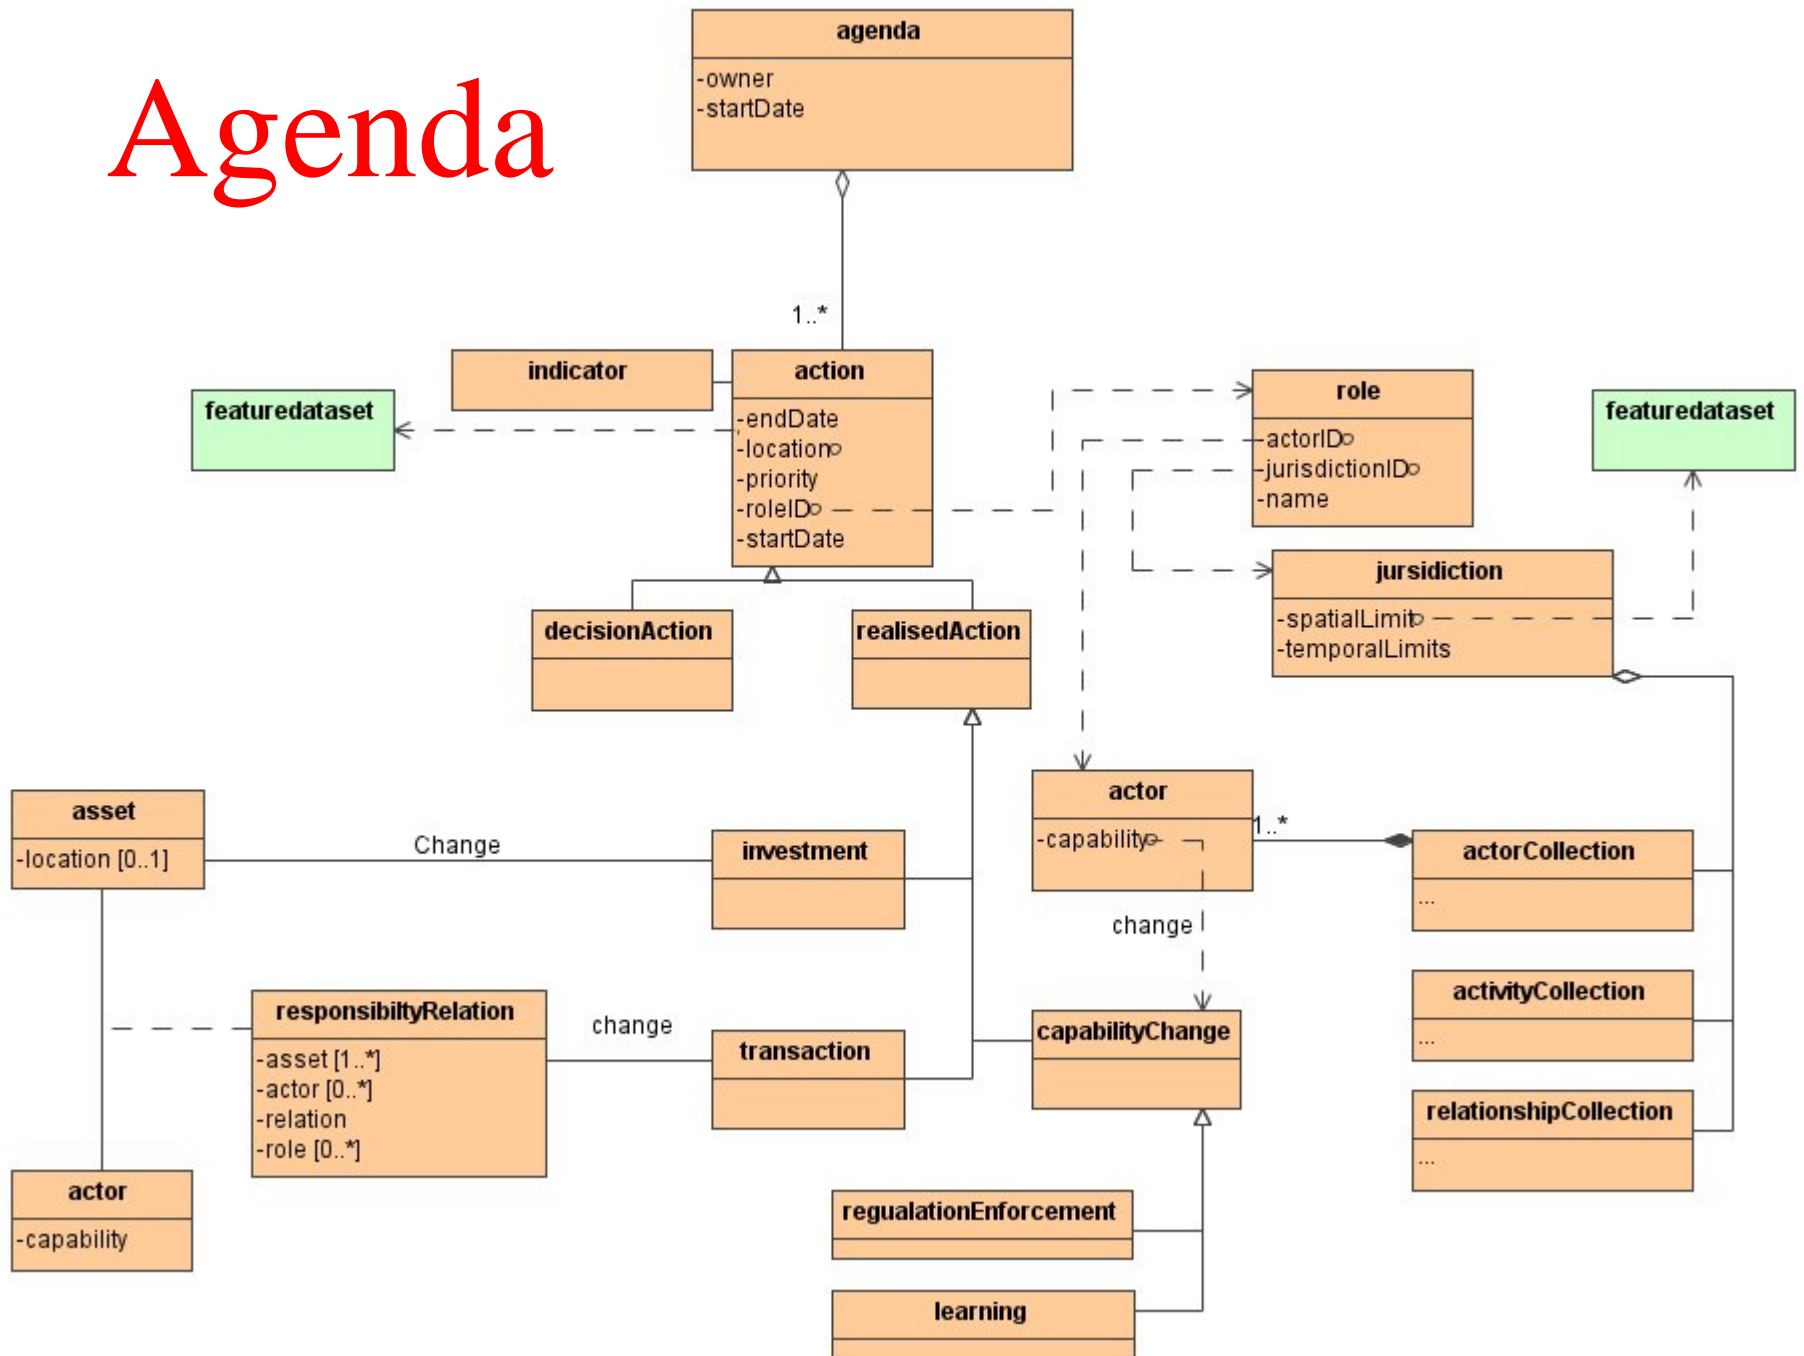 Agenda
agenda
-owner
-startDate
1..*
indicator
action
-endDate
-location
-priority
-roleID
-startDate
featuredataset
role
-actorID
-jurisdictionID
-name
featuredataset
jursidiction
-spatialLimit
-temporalLimits
decisionAction
realisedAction
asset
-location [0..1]
Change
investment
actor
-capability
1..*
actorCollection
...
change
activityCollection
...
responsibiltyRelation
-asset [1..*]
-actor [0..*]
-relation
-role [0..*]
change
transaction
capabilityChange
relationshipCollection
...
actor
-capability
regualationEnforcement
learning